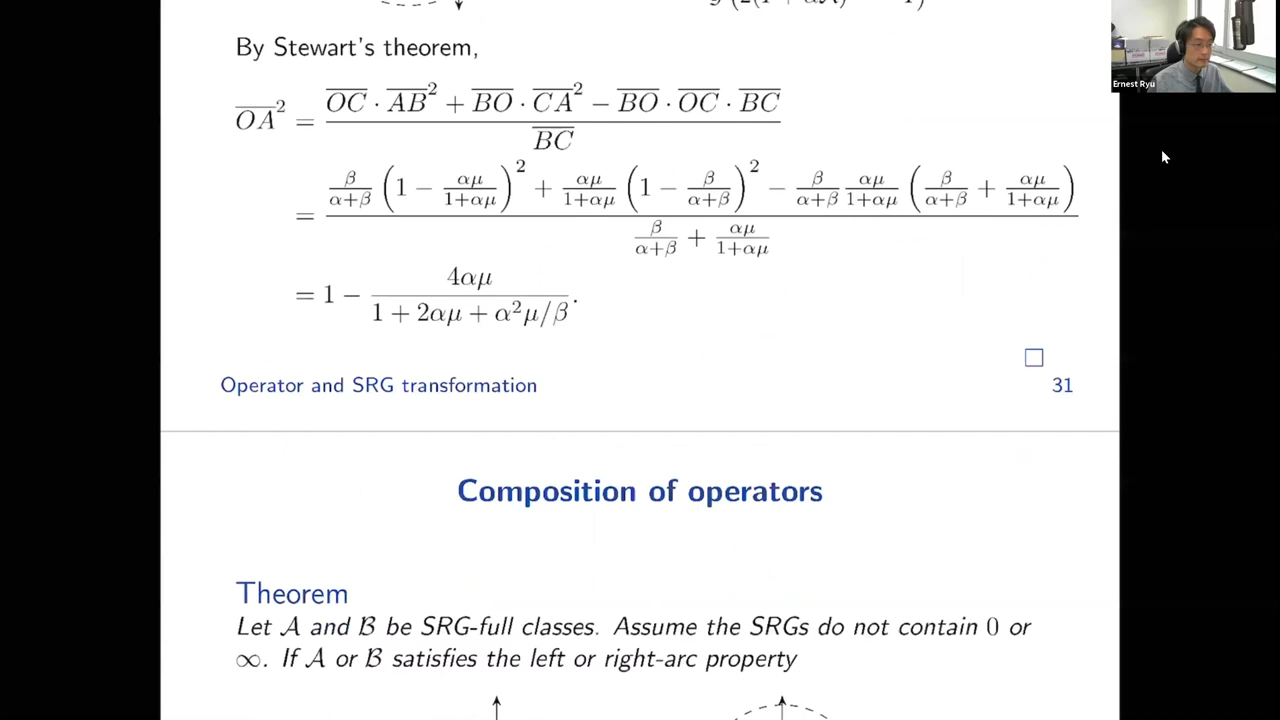 Ernest Ryu
By Stewart's theorem,
$\overline{OA}^2 = \frac{\overline{OC} \cdot \overline{AB}^2 + \overline{BO} \cdot \overline{CA}^2 - \overline{BO} \cdot \overline{OC} \cdot \overline{BC}}{\overline{BC}}$
$= \frac{\frac{\beta}{\alpha+\beta} \left(1 - \frac{\alpha\mu}{1+\alpha\mu}\right)^2 + \frac{\alpha\mu}{1+\alpha\mu} \left(1 - \frac{\beta}{\alpha+\beta}\right)^2 - \frac{\beta}{\alpha+\beta} \frac{\alpha\mu}{1+\alpha\mu} \left(\frac{\beta}{\alpha+\beta} + \frac{\alpha\mu}{1+\alpha\mu}\right)}{\frac{\beta}{\alpha+\beta} + \frac{\alpha\mu}{1+\alpha\mu}}$
$= 1 - \frac{4\alpha\mu}{1 + 2\alpha\mu + \alpha^2\mu/\beta}.$
□
Operator and SRG transformation 31
Composition of operators
Theorem
Let $\mathcal{A}$ and $\mathcal{B}$ be SRG-full classes. Assume the SRGs do not contain 0 or
∞. If $\mathcal{A}$ or $\mathcal{B}$ satisfies the left or right-arc property